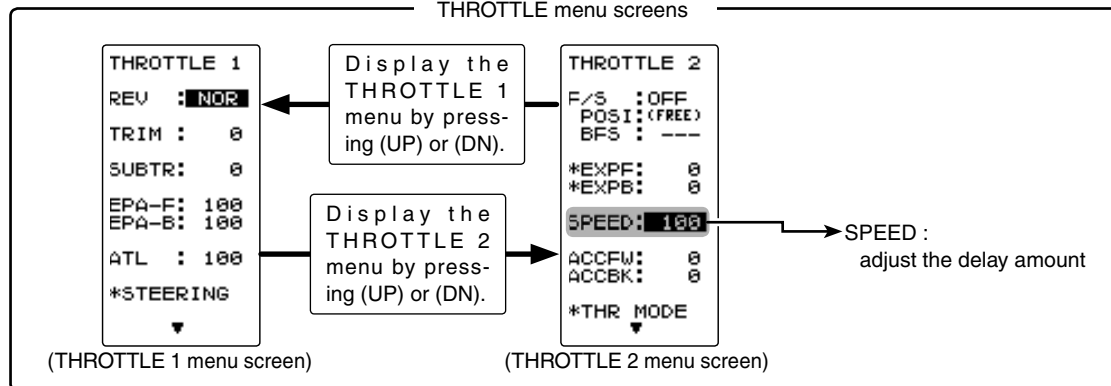 THROTTLE menu screens
THROTTLE 1
REV : NOR
TRIM : 0
SUBTR: 0
EPA-F: 100
EPA-B: 100
ATL : 100
*STEERING
▼
(THROTTLE 1 menu screen)
Display the
THROTTLE 1
menu by press-
ing (UP) or (DN).
Display the
THROTTLE 2
menu by press-
ing (UP) or (DN).
THROTTLE 2
F/S :OFF
POSI:(FREE)
BFS : ---
*EXPF: 0
*EXPB: 0
SPEED: 100
ACCFW: 0
ACCBK: 0
*THR MODE
▼
(THROTTLE 2 menu screen)
SPEED :
adjust the delay amount